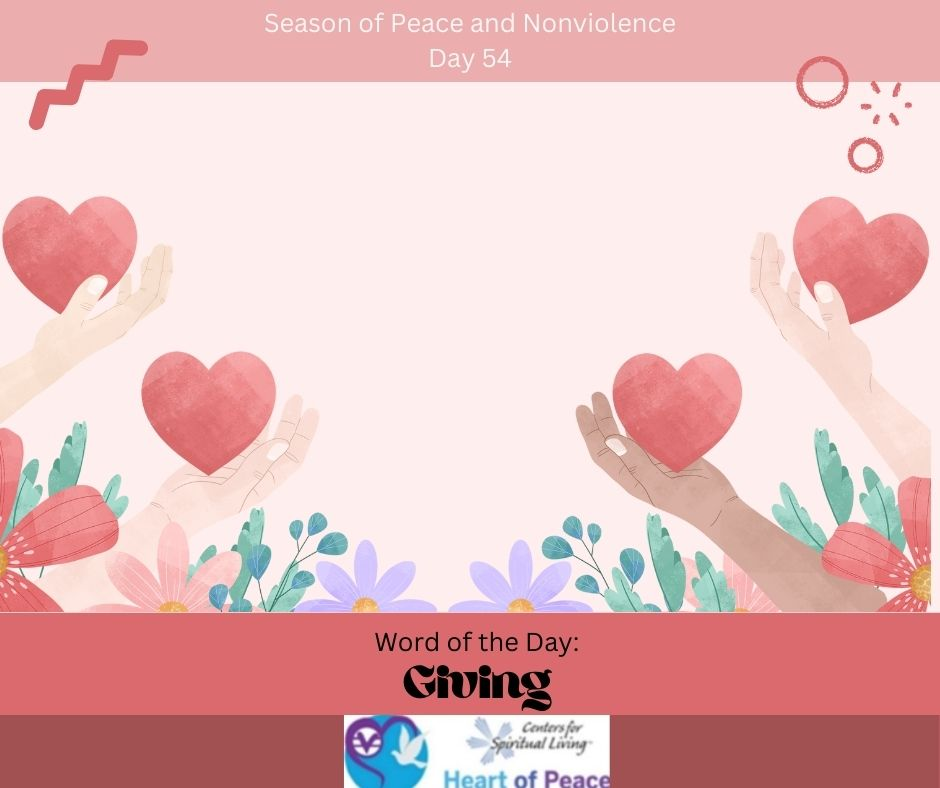 Season of Peace and Nonviolence
Day 54
Word of the Day:
Giving
Centers for
Spiritual Living
Heart of Peace